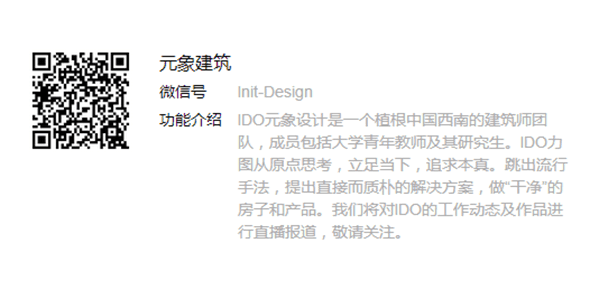 元象建筑
微信号 Init-Design
功能介绍 IDO元象设计是一个植根中国西南的建筑师团
队，成员包括大学青年教师及其研究生。IDO力
图从原点思考，立足当下，追求本真。跳出流行
手法，提出直接而质朴的解决方案，做“干净”的
房子和产品。我们将对IDO的工作动态及作品进
行直播报道，敬请关注。